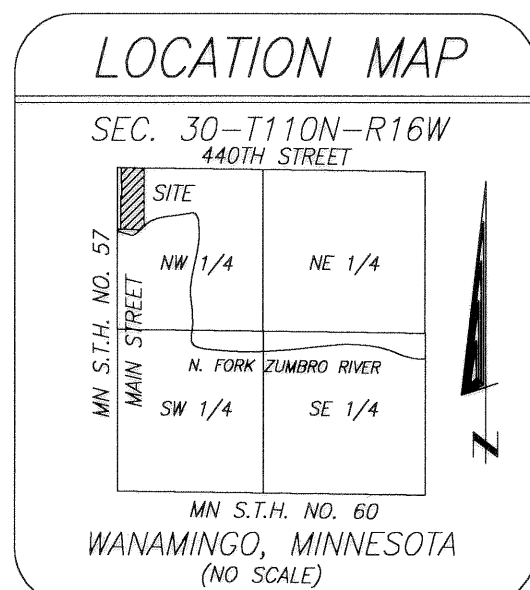 LOCATION MAP
SEC. 30-T110N-R16W
440TH STREET
SITE
MN S.T.H. NO. 57
MAIN STREET
NW 1/4
NE 1/4
N. FORK ZUMBRO RIVER
SW 1/4
SE 1/4
N
MN S.T.H. NO. 60
WANAMINGO, MINNESOTA
(NO SCALE)